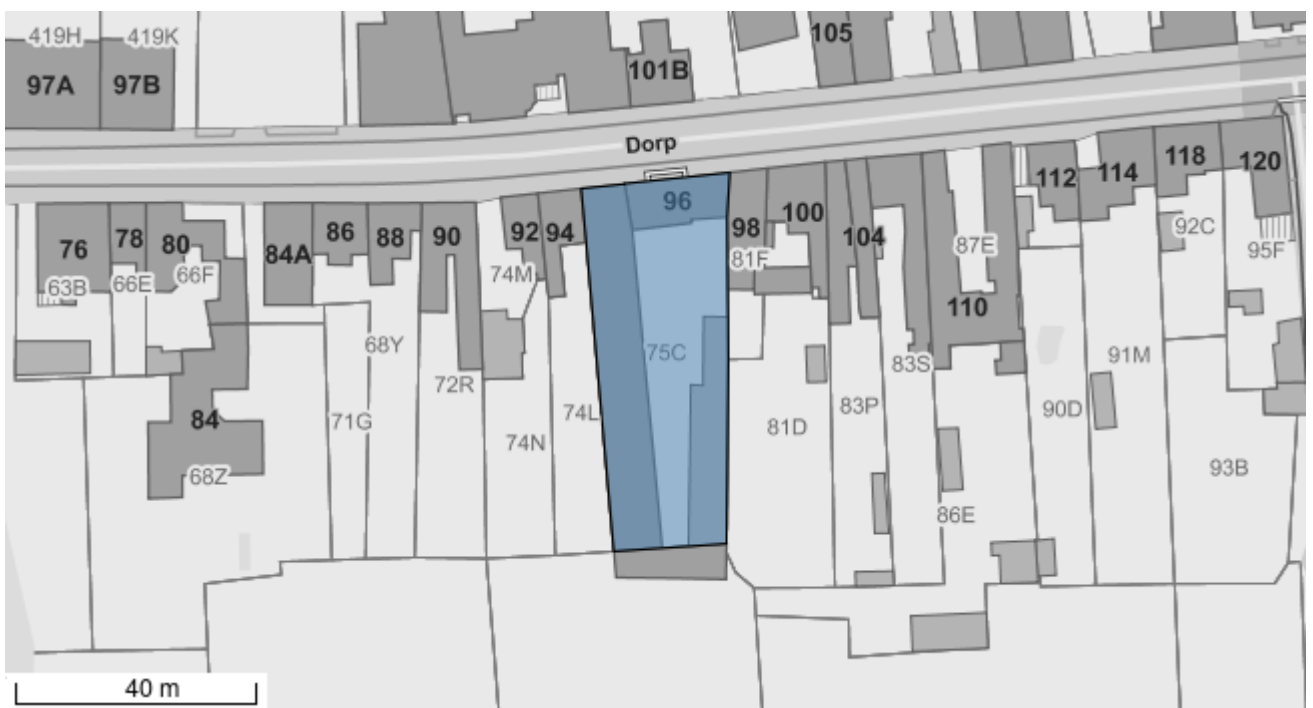 419H
419K
97A
97B
101B
105
Dorp
76
78
80
84A
86
88
90
92
94
96
98
100
104
110
112
114
118
120
63B
66E
66F
74M
81F
87E
92C
95F
68Y
71G
72R
75C
74L
74N
81D
83P
83S
90D
91M
84
68Z
86E
93B
40 m